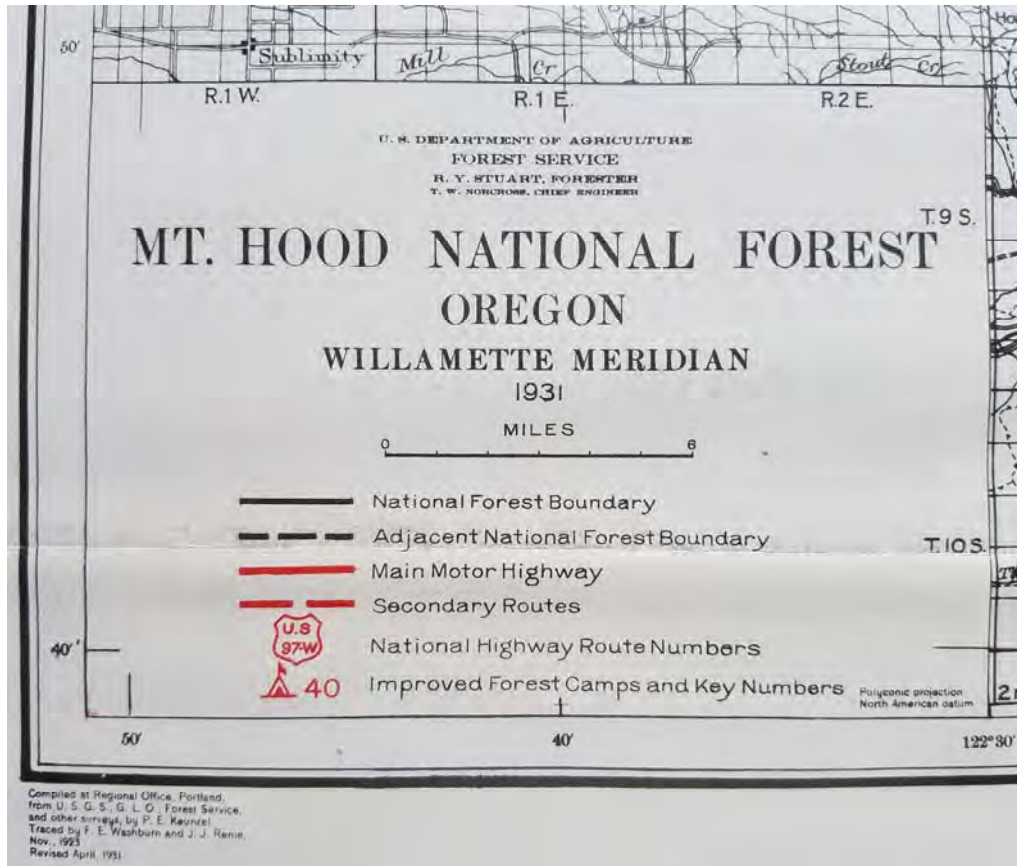 50'
Sublimity
Mill
Cr
Stout Cr
R.1 W.
R.1 E.
R.2 E.
U. S. DEPARTMENT OF AGRICULTURE
FOREST SERVICE
R. Y. STUART, FORESTER
T. W. NORCROSS, CHIEF ENGINEER
T.9 S.
MT. HOOD NATIONAL FOREST
OREGON
WILLAMETTE MERIDIAN
1931
MILES
0 6
National Forest Boundary
Adjacent National Forest Boundary
T.10 S.
Main Motor Highway
Secondary Routes
U.S
97-W
National Highway Route Numbers
40'
40 Improved Forest Camps and Key Numbers
Polyconic projection
North American datum
50'
40'
122°30'
Compiled at Regional Office, Portland,
from U. S. G. S., G. L. O., Forest Service,
and other surveys, by P. E.
Traced by F. E. Washburn and J. J. Renie,
Nov., 1923
Revised April, 1931.